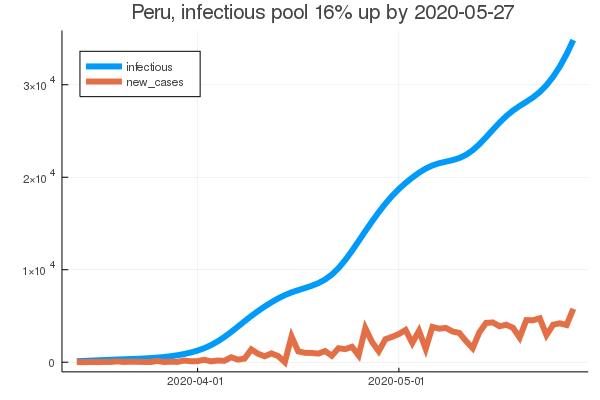 Peru, infectious pool 16% up by 2020-05-27
infectious
new_cases
3×10⁴
2×10⁴
1×10⁴
0
2020-04-01
2020-05-01